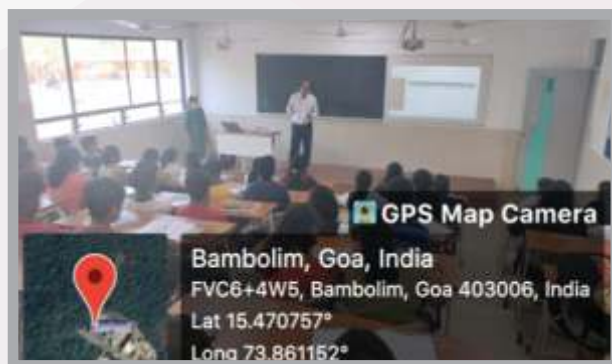 GPS Map Camera
Bambolim, Goa, India
FVC6+4W5, Bambolim, Goa 403006, India
Lat 15.470757°
Long 73.861152°